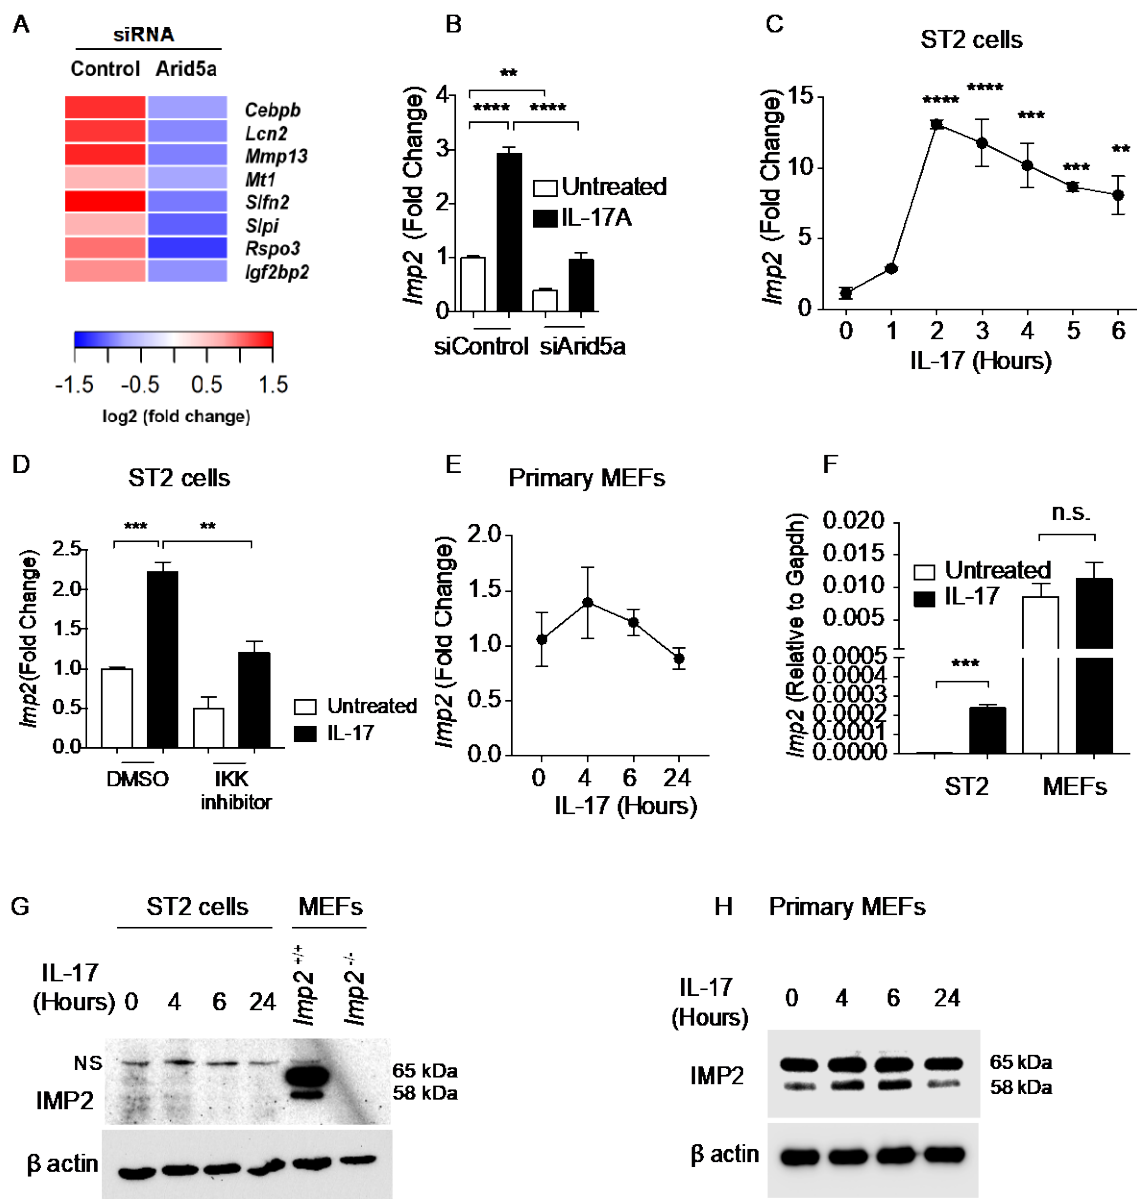 A
siRNA
Control Arid5a
Cebpb
Lcn2
Mmp13
Mt1
Slfn2
Slpi
Rspo3
Igf2bp2
-1.5 -0.5 0.5 1.5
log2 (fold change)
B
**
**** ****
Imp2 (Fold Change)
4
3
2
1
0
Untreated
IL-17A
siControl siArid5a
C
ST2 cells
Imp2 (Fold Change)
15
10
5
0
**** **** *** *** **
0 1 2 3 4 5 6
IL-17 (Hours)
D
ST2 cells
*** **
Imp2 (Fold Change)
2.5
2.0
1.5
1.0
0.5
0.0
Untreated
IL-17
DMSO IKK
inhibitor
E
Primary MEFs
Imp2 (Fold Change)
2.0
1.5
1.0
0.5
0
0 4 6 24
IL-17 (Hours)
F
n.s.
Imp2 (Relative to Gapdh)
0.020
0.015
0.010
0.005
0.0005
0.0004
0.0003
0.0002
0.0001
0.0000
Untreated
IL-17
***
ST2 MEFs
G
ST2 cells MEFs
IL-17
(Hours) 0 4 6 24 Imp2 +/+ Imp2 -/-
NS
IMP2
65 kDa
58 kDa
β actin
H
Primary MEFs
IL-17
(Hours) 0 4 6 24
IMP2
65 kDa
58 kDa
β actin